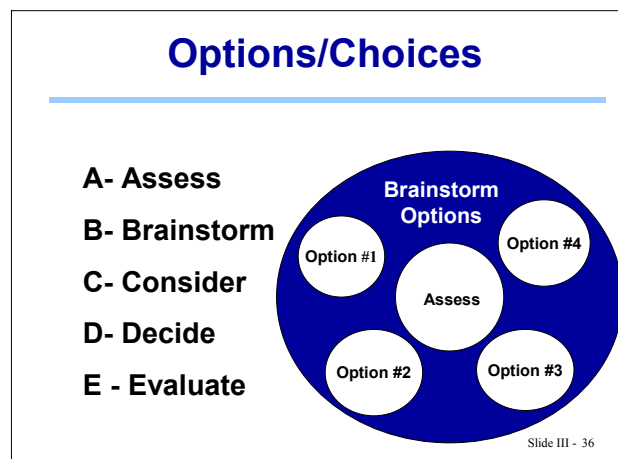 Options/Choices
A- Assess
B- Brainstorm
C- Consider
D- Decide
E - Evaluate
Brainstorm
Options
Option #1
Option #4
Assess
Option #2
Option #3
Slide III - 36